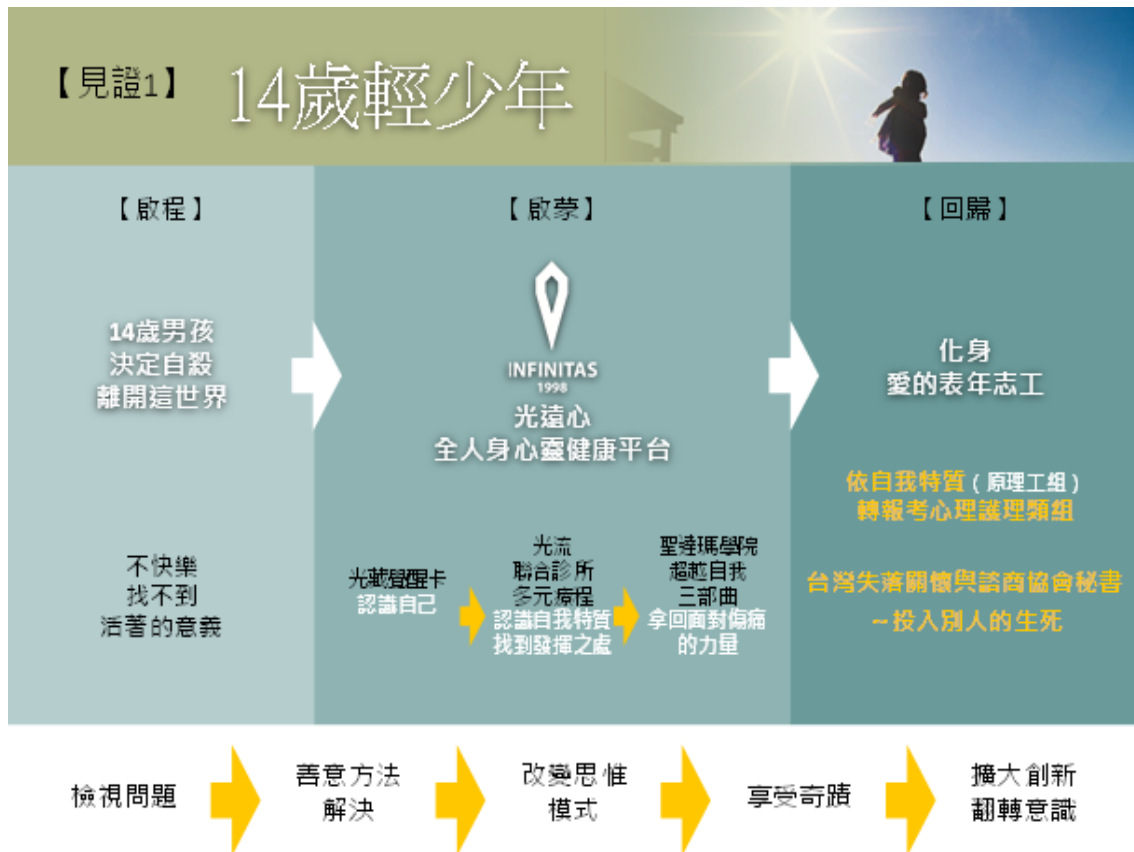 【見證1】
14歲輕少年
【啟程】
14歲男孩
決定自殺
離開這世界
不快樂
找不到
活著的意義
【啟蒙】
INFINITAS
1998
光遠心
全人身心靈健康平台
光藏覺醒卡
認識自己
光流
聯合診所
多元療程
認識自我特質
找到發揮之處
聖達瑪學院
超越自我
三部曲
拿回面對傷痛
的力量
【回歸】
化身
愛的表年志工
依自我特質(原理工組)
轉報考心理護理類組
台灣失落關懷與諮商協會秘書
～投入別人的生死
檢視問題
善意方法
解決
改變思惟
模式
享受奇蹟
擴大創新
翻轉意識